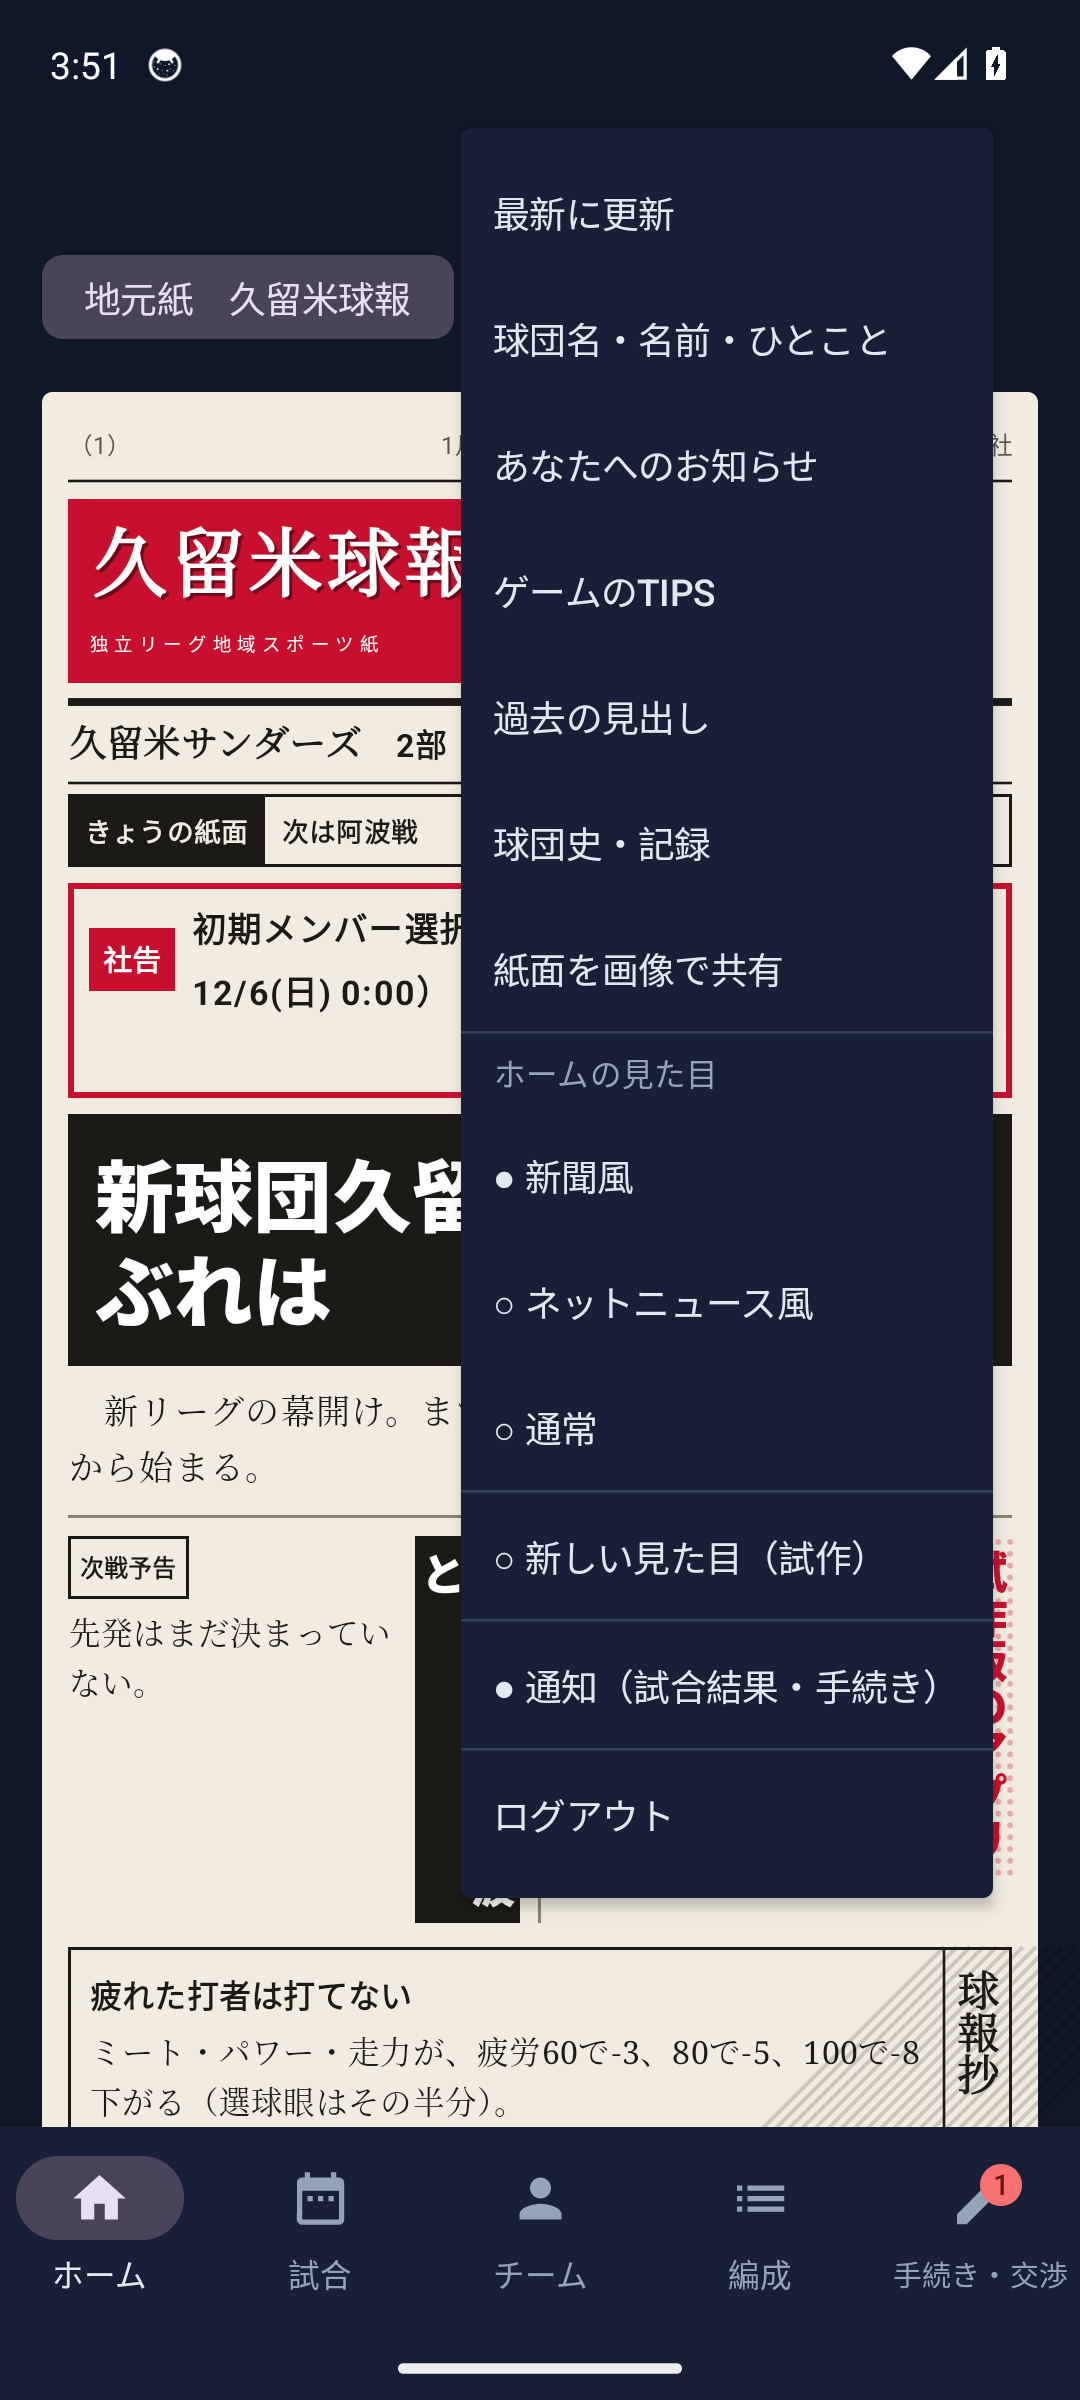 3:51
最新に更新
球団名・名前・ひとこと
あなたへのお知らせ
ゲームのTIPS
過去の見出し
球団史・記録
紙面を画像で共有
ホームの見た目
● 新聞風
○ ネットニュース風
○ 通常
○ 新しい見た目（試作）
● 通知（試合結果・手続き）
ログアウト
地元紙　久留米球報
（1）
社
久留米球報
独立リーグ地域スポーツ紙
久留米サンダーズ　2部
きょうの紙面
次は阿波戦
社告
初期メンバー選択
12/6(日) 0:00）
新球団久留
ぶれは
新リーグの幕開け。ま
から始まる。
次戦予告
先発はまだ決まってい
ない。
と
疲れた打者は打てない
ミート・パワー・走力が、疲労60で-3、80で-5、100で-8
下がる（選球眼はその半分）。
球報抄
ホーム
試合
チーム
編成
手続き・交渉
1